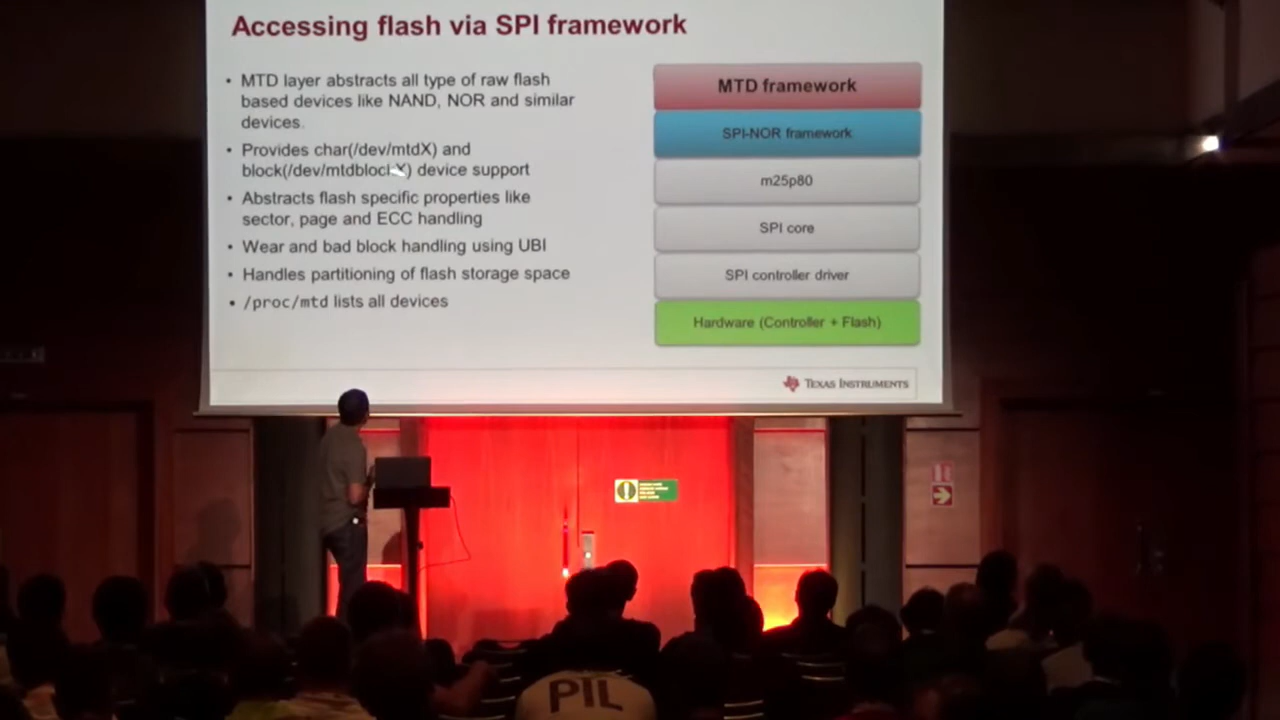 Accessing flash via SPI framework
• MTD layer abstracts all type of raw flash
based devices like NAND, NOR and similar
devices.
• Provides char(/dev/mtdX) and
block(/dev/mtdblockX) device support
• Abstracts flash specific properties like
sector, page and ECC handling
• Wear and bad block handling using UBI
• Handles partitioning of flash storage space
• /proc/mtd lists all devices
MTD framework
SPI-NOR framework
m25p80
SPI core
SPI controller driver
Hardware (Controller + Flash)
TEXAS INSTRUMENTS
PTL